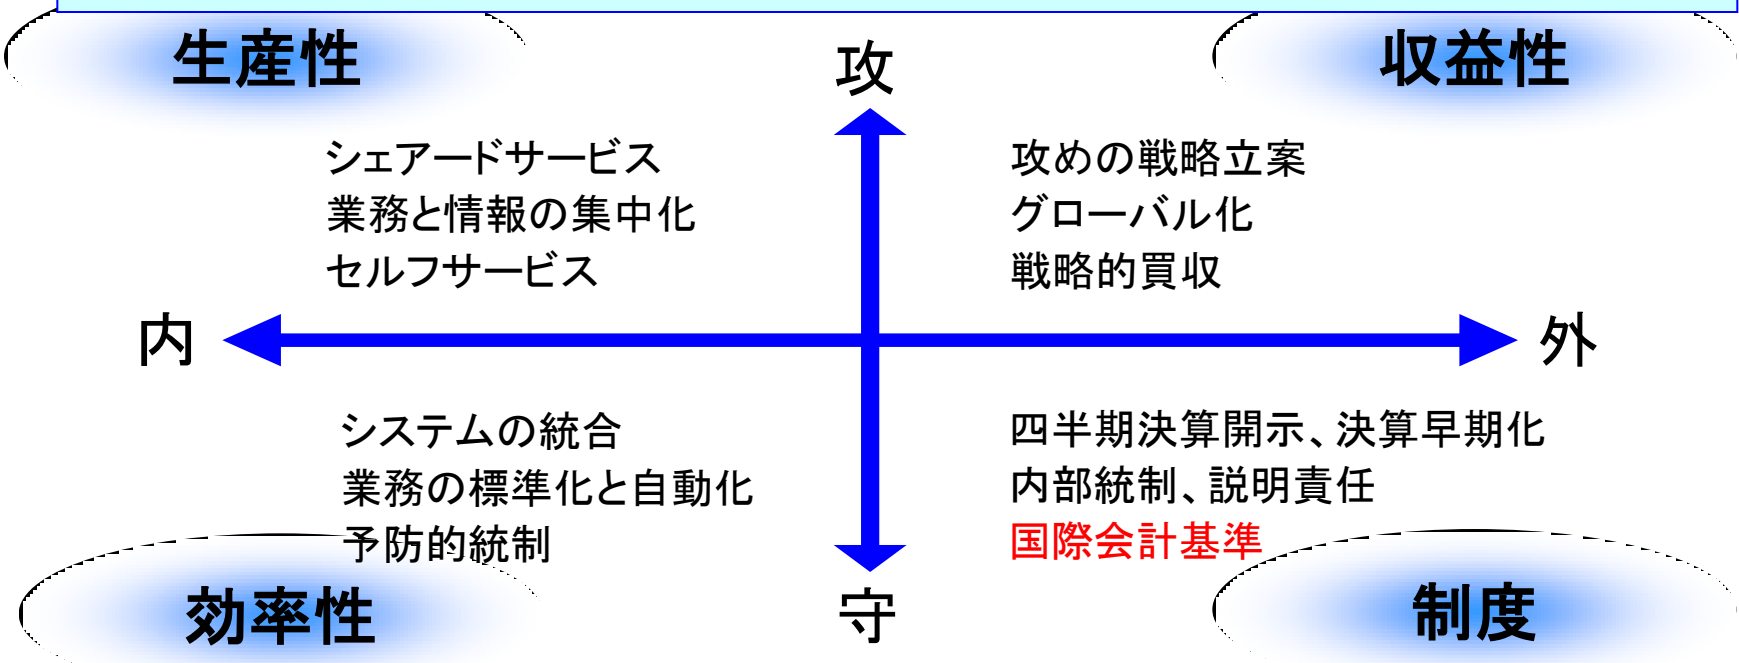 生産性
攻
収益性
シェアードサービス
業務と情報の集中化
セルフサービス
攻めの戦略立案
グローバル化
戦略的買収
内
外
システムの統合
業務の標準化と自動化
予防的統制
四半期決算開示、決算早期化
内部統制、説明責任
国際会計基準
効率性
守
制度